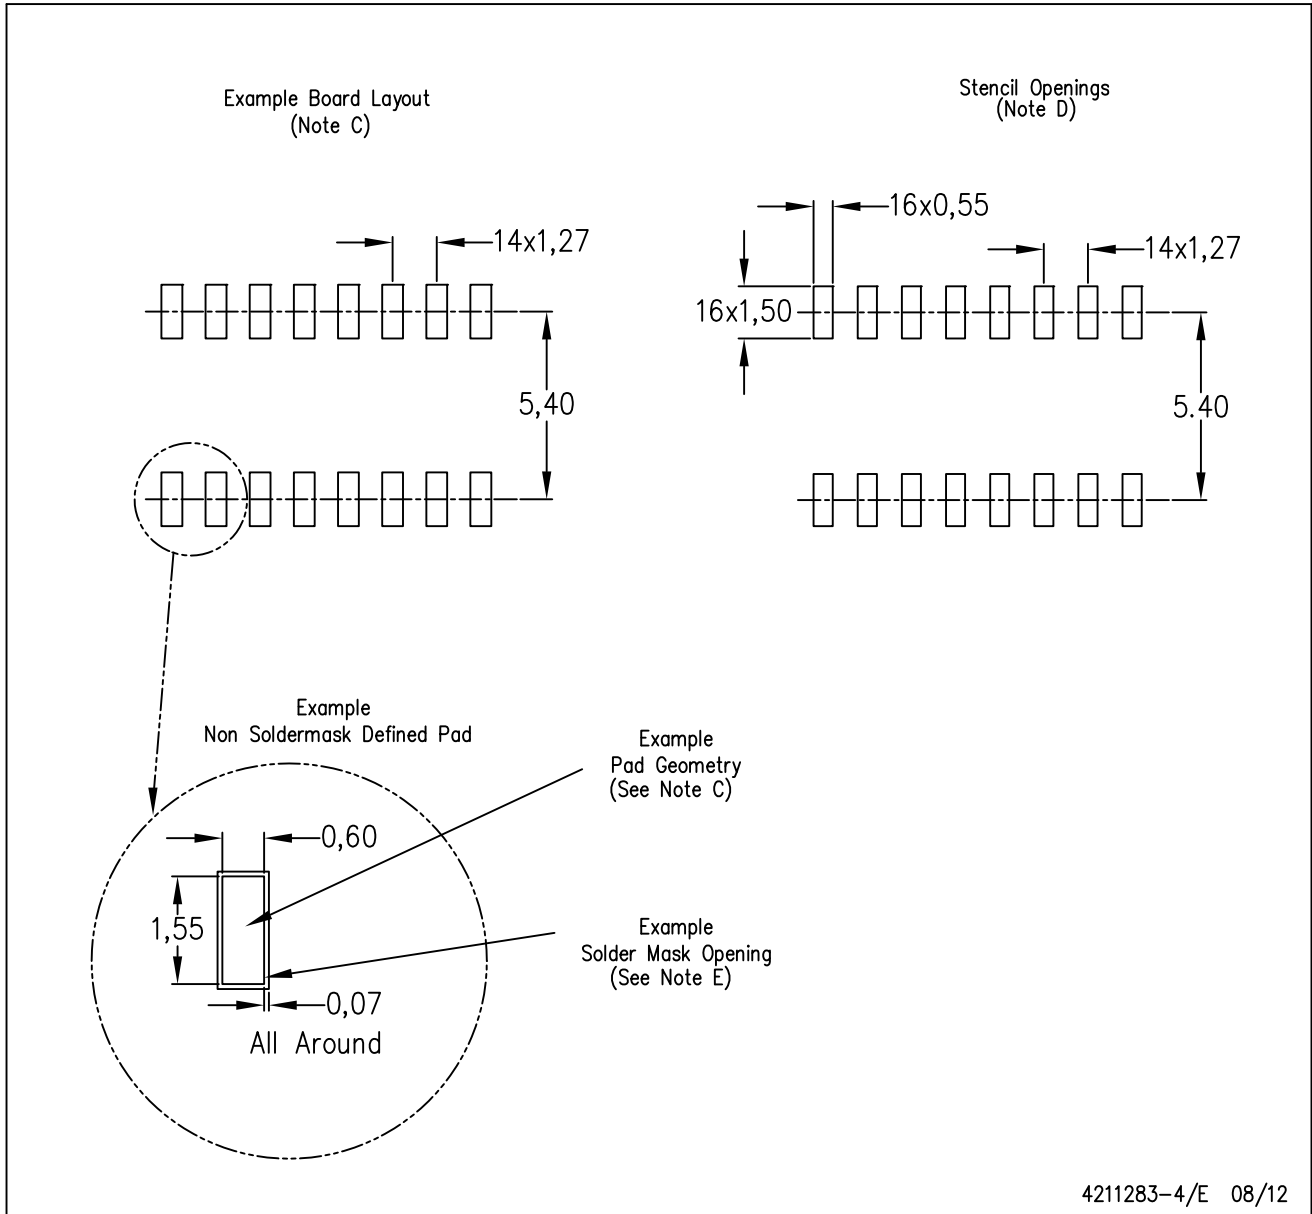 Example Board Layout
(Note C)
14x1,27
5,40
Stencil Openings
(Note D)
16x0,55
14x1,27
16x1,50
5.40
Example
Non Soldermask Defined Pad
Example
Pad Geometry
(See Note C)
0,60
1,55
Example
Solder Mask Opening
(See Note E)
0,07
All Around
4211283-4/E 08/12